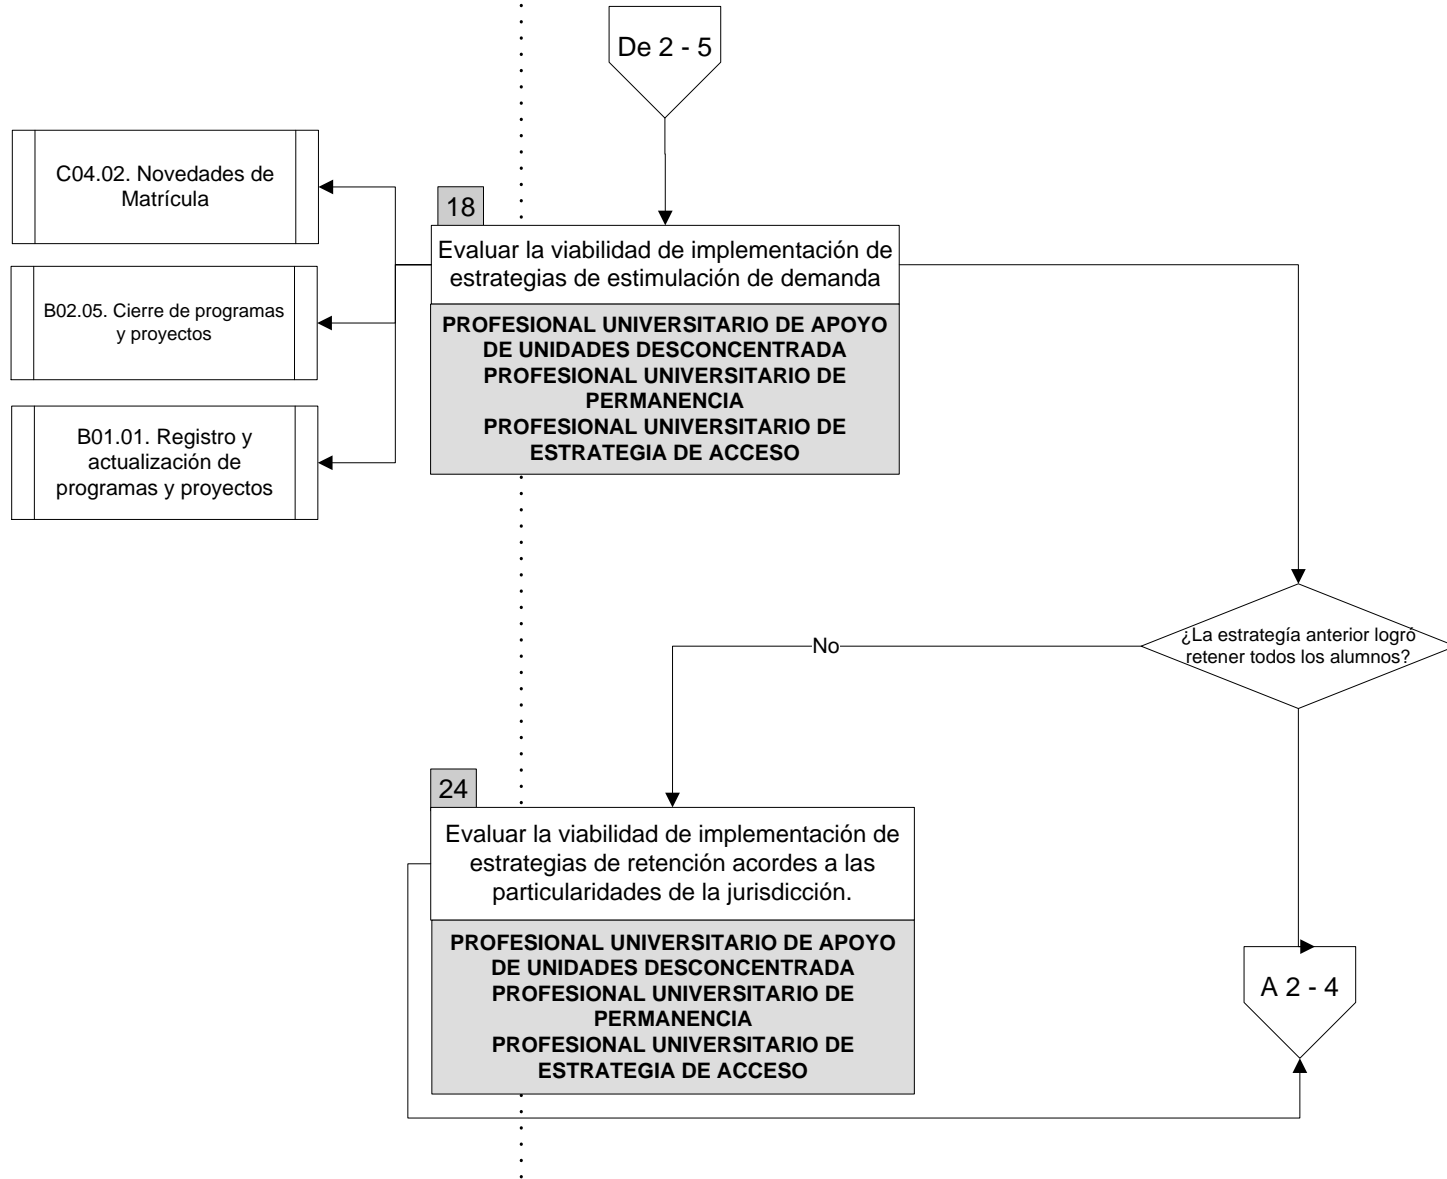 De 2 - 5
C04.02. Novedades de
Matrícula
B02.05. Cierre de programas
y proyectos
B01.01. Registro y
actualización de
programas y proyectos
18
Evaluar la viabilidad de implementación de
estrategias de estimulación de demanda
PROFESIONAL UNIVERSITARIO DE APOYO
DE UNIDADES DESCONCENTRADA
PROFESIONAL UNIVERSITARIO DE
PERMANENCIA
PROFESIONAL UNIVERSITARIO DE
ESTRATEGIA DE ACCESO
¿La estrategía anterior logró
retener todos los alumnos?
No
24
Evaluar la viabilidad de implementación de
estrategias de retención acordes a las
particularidades de la jurisdicción.
PROFESIONAL UNIVERSITARIO DE APOYO
DE UNIDADES DESCONCENTRADA
PROFESIONAL UNIVERSITARIO DE
PERMANENCIA
PROFESIONAL UNIVERSITARIO DE
ESTRATEGIA DE ACCESO
A 2 - 4